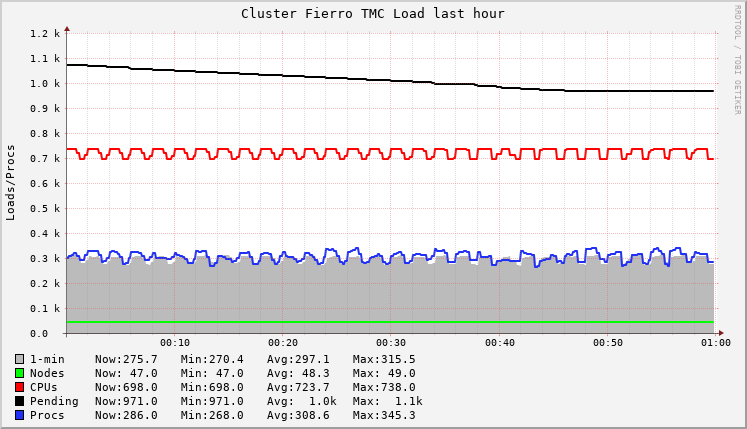 Cluster Fierro TMC Load last hour
RRDTOOL / TOBI OETIKER
Loads/Procs
1.2 k
1.1 k
1.0 k
0.9 k
0.8 k
0.7 k
0.6 k
0.5 k
0.4 k
0.3 k
0.2 k
0.1 k
0.0
00:10 00:20 00:30 00:40 00:50 01:00
1-min Now:275.7 Min:270.4 Avg:297.1 Max:315.5
Nodes Now: 47.0 Min: 47.0 Avg: 48.3 Max: 49.0
CPUs Now:698.0 Min:698.0 Avg:723.7 Max:738.0
Pending Now:971.0 Min:971.0 Avg: 1.0k Max: 1.1k
Procs Now:286.0 Min:268.0 Avg:308.6 Max:345.3